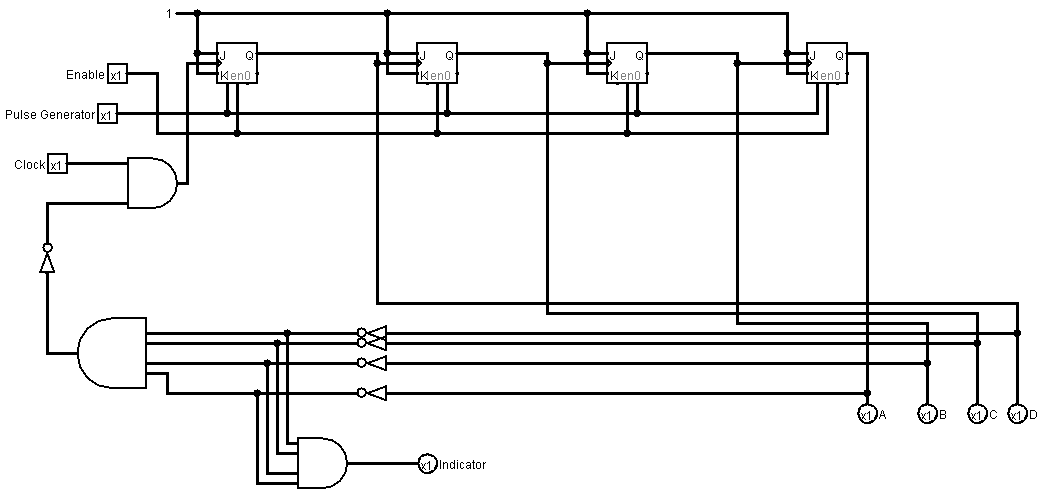 1
J Q
K en0
J Q
K en0
J Q
K en0
J Q
K en0
Enable x1
Pulse Generator x1
Clock x1
x1 A
x1 B
x1 C
x1 D
x1 Indicator